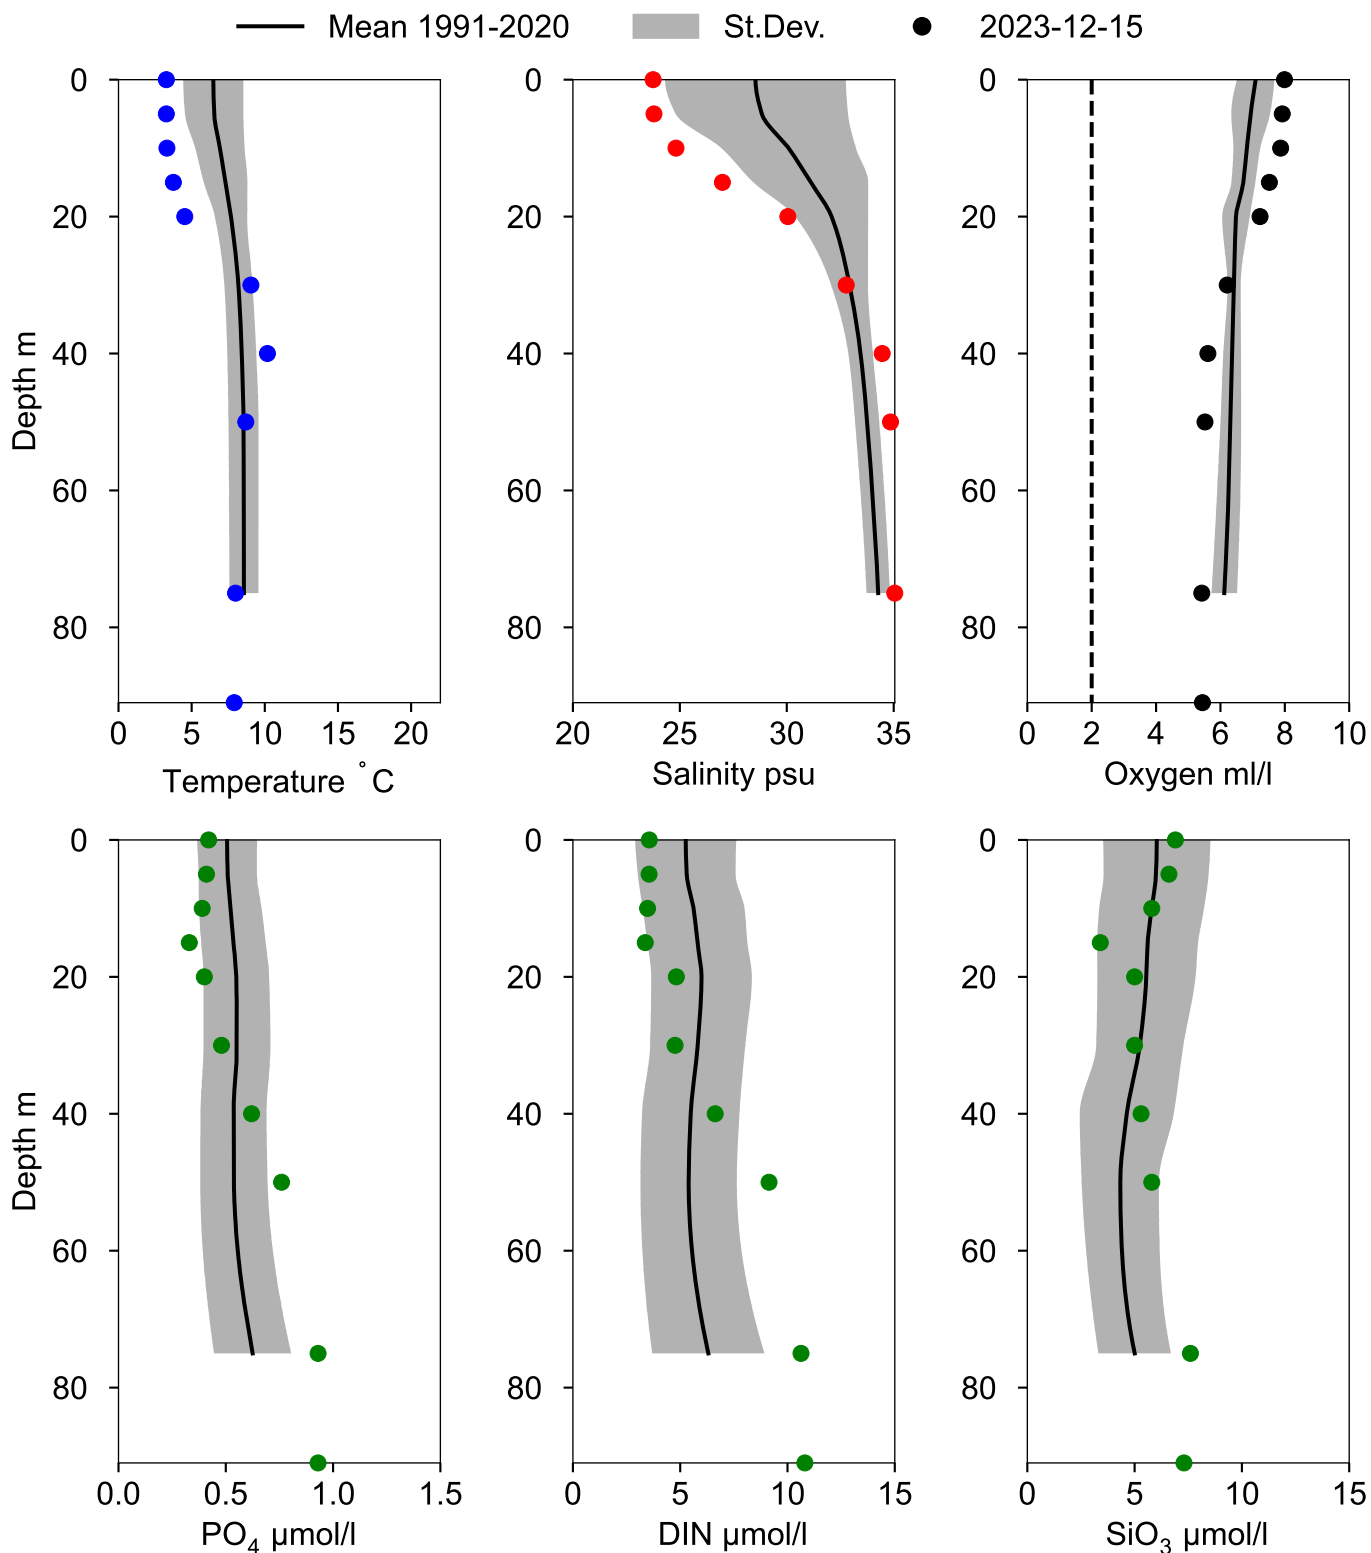 Mean 1991-2020 St.Dev. 2023-12-15
0 0 0
20 20 20
40 40 40
60 60 60
80 80 80
Depth m
0 5 10 15 20 20 25 30 35 0 2 4 6 8 10
Temperature °C Salinity psu Oxygen ml/l
0 0 0
20 20 20
40 40 40
60 60 60
80 80 80
Depth m
0.0 0.5 1.0 1.5 0 5 10 15 0 5 10 15
PO₄ µmol/l DIN µmol/l SiO₃ µmol/l